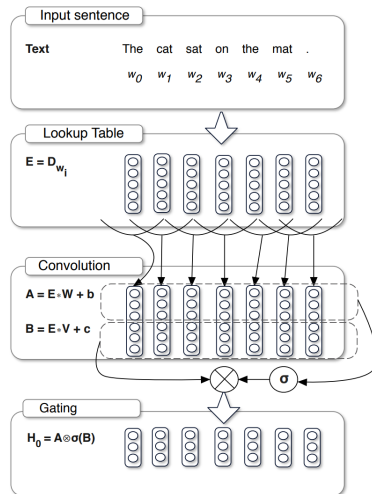 Input sentence
Text The cat sat on the mat .
w0 w1 w2 w3 w4 w5 w6
Lookup Table
E = Dwi
Convolution
A = E*W + b
B = E*V + c
σ
Gating
H0 = A⊗σ(B)